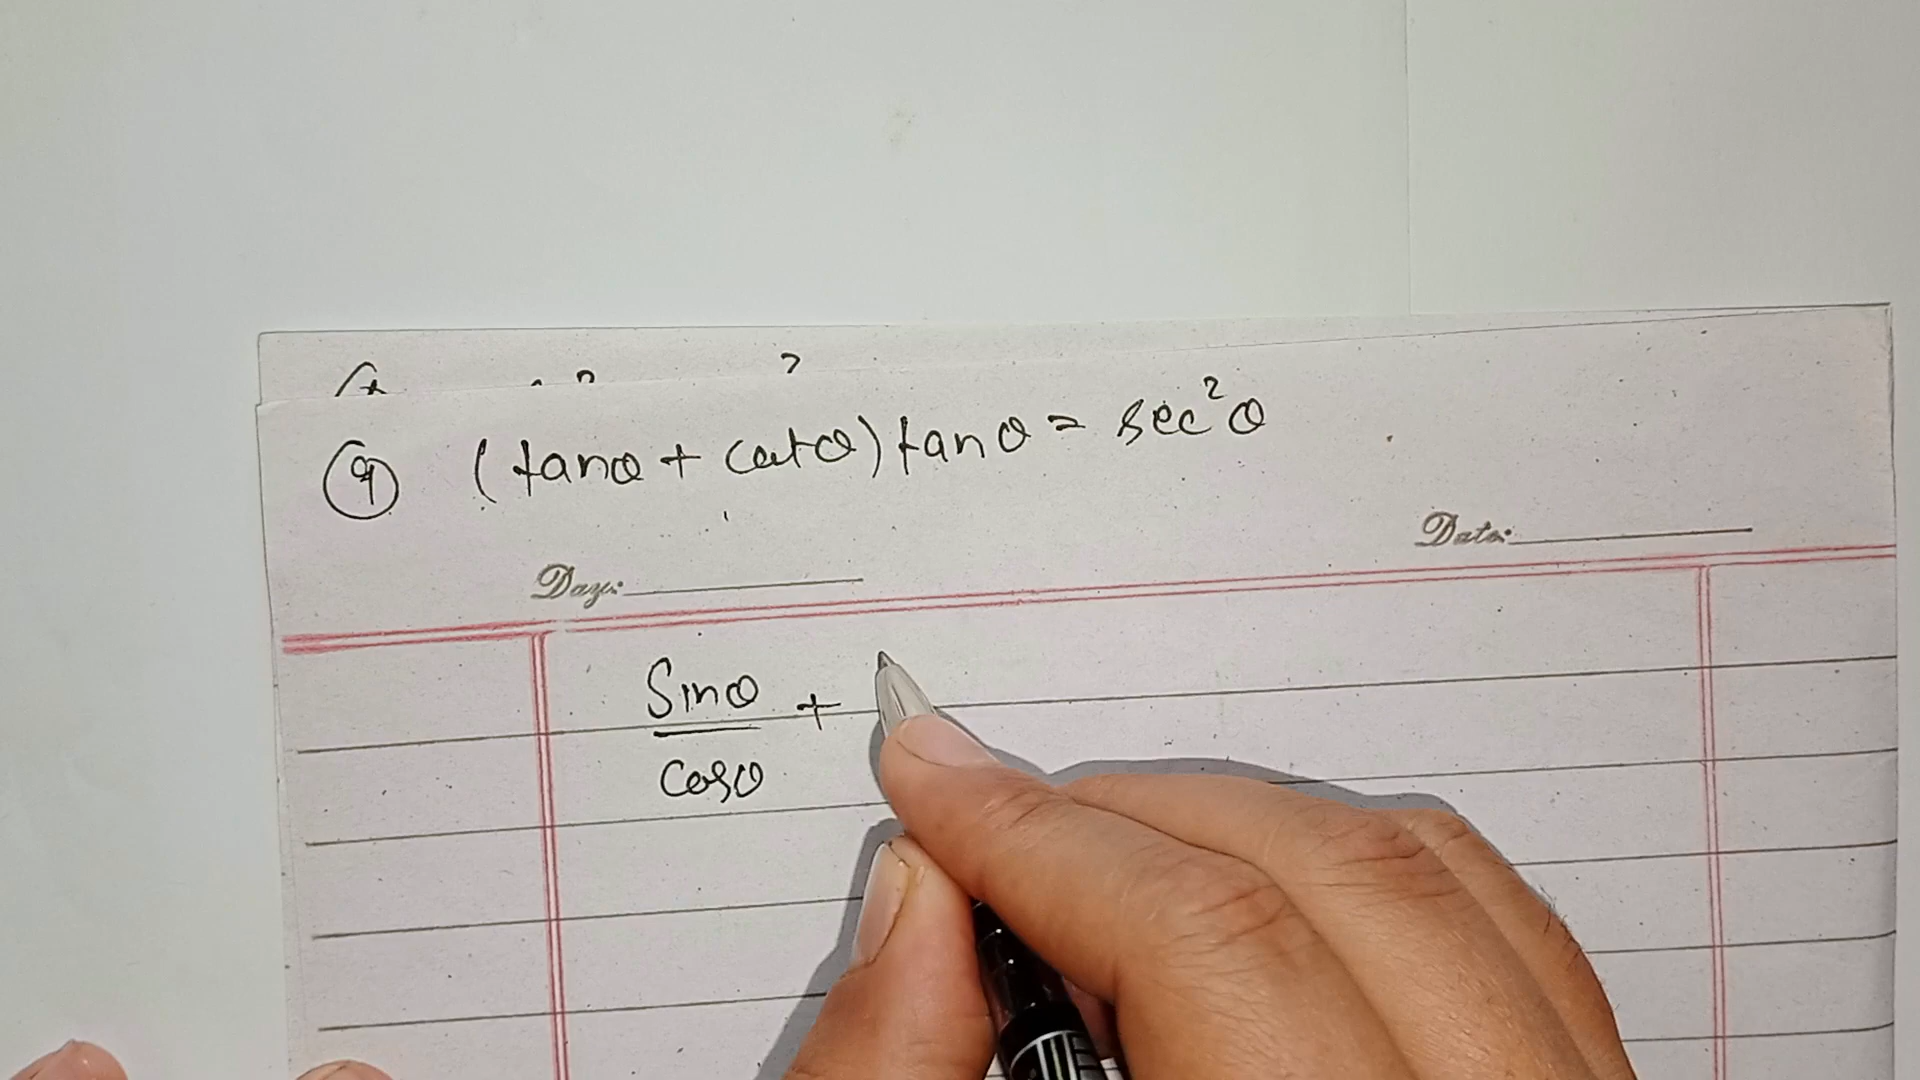 ⑨ (tanθ + cotθ) tanθ = sec²θ
Day: Date:
Sinθ +
cosθ